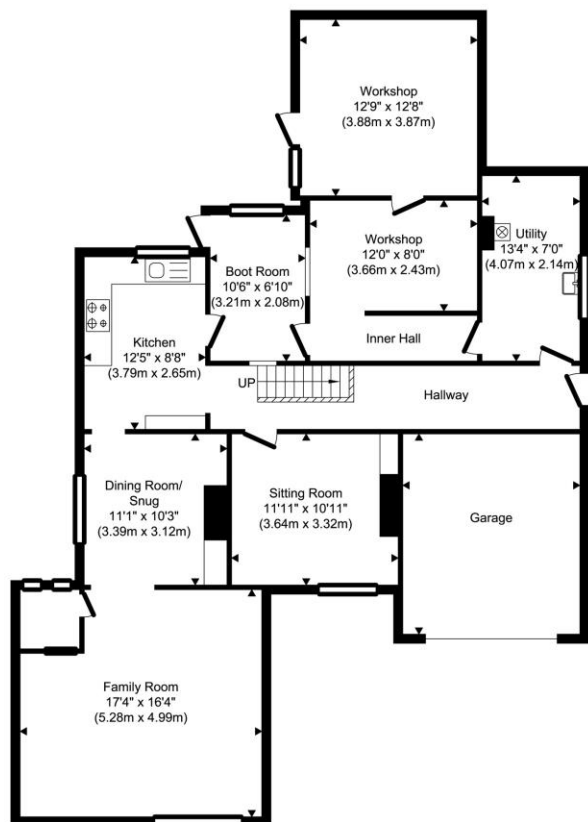 Workshop
12'9" x 12'8"
(3.88m x 3.87m)
Workshop
12'0" x 8'0"
(3.66m x 2.43m)
Utility
13'4" x 7'0"
(4.07m x 2.14m)
Boot Room
10'6" x 6'10"
(3.21m x 2.08m)
Inner Hall
Kitchen
12'5" x 8'8"
(3.79m x 2.65m)
UP
Hallway
Dining Room/
Snug
11'1" x 10'3"
(3.39m x 3.12m)
Sitting Room
11'11" x 10'11"
(3.64m x 3.32m)
Garage
Family Room
17'4" x 16'4"
(5.28m x 4.99m)